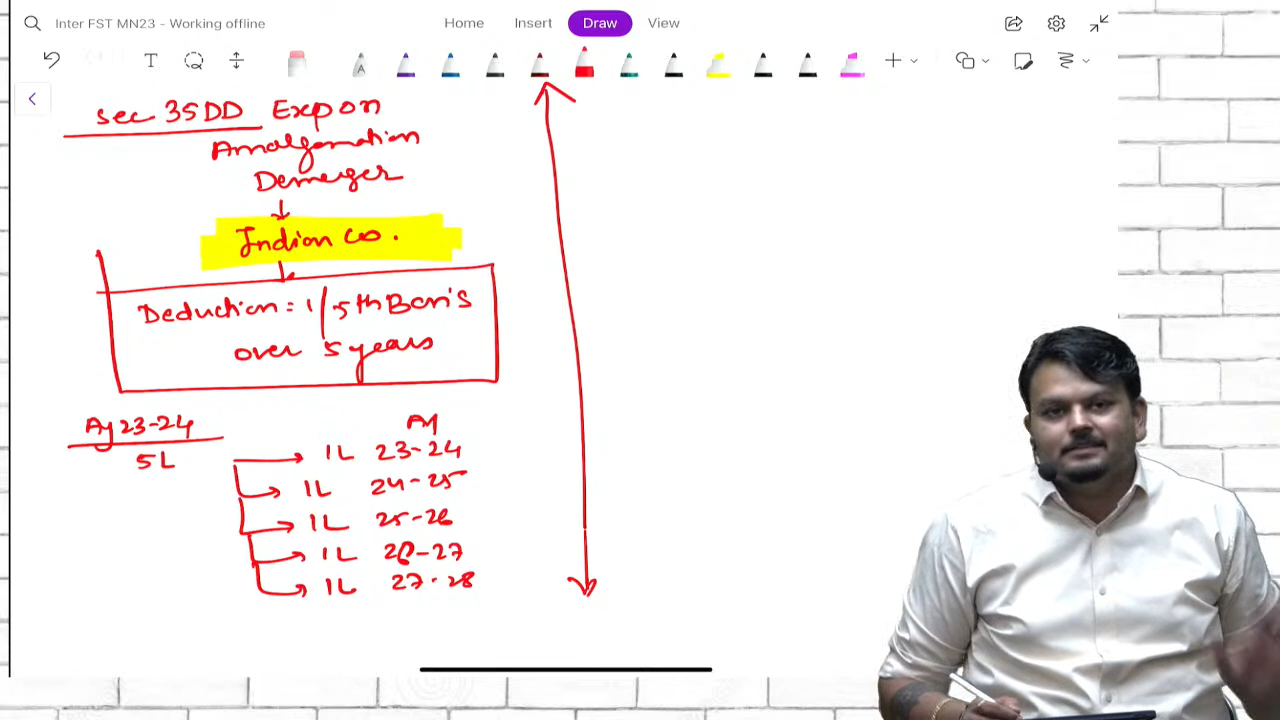 Inter FST MN23 - Working offline
Home Insert Draw View
T
A
sec 35DD Exp on
Amalgamation
Demerger
Indian co.
Deduction = 1/5th Basis
over 5 years
Ay 23-24
5L
AY
1L 23-24
1L 24-25
1L 25-26
1L 26-27
1L 27-28